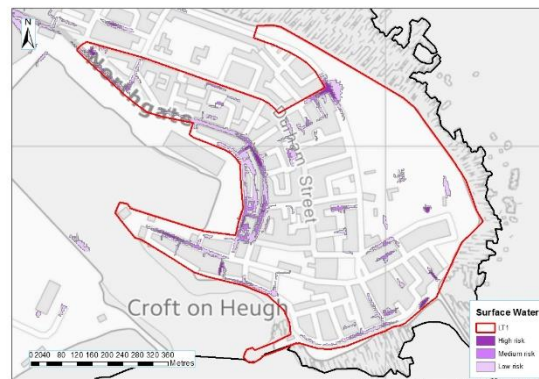 N
Northgate
Durham Street
Croft on Heugh
0 20 40 80 120 160 200 240 280 320 360
Metres
Surface Water
LT1
High risk
Medium risk
Low risk